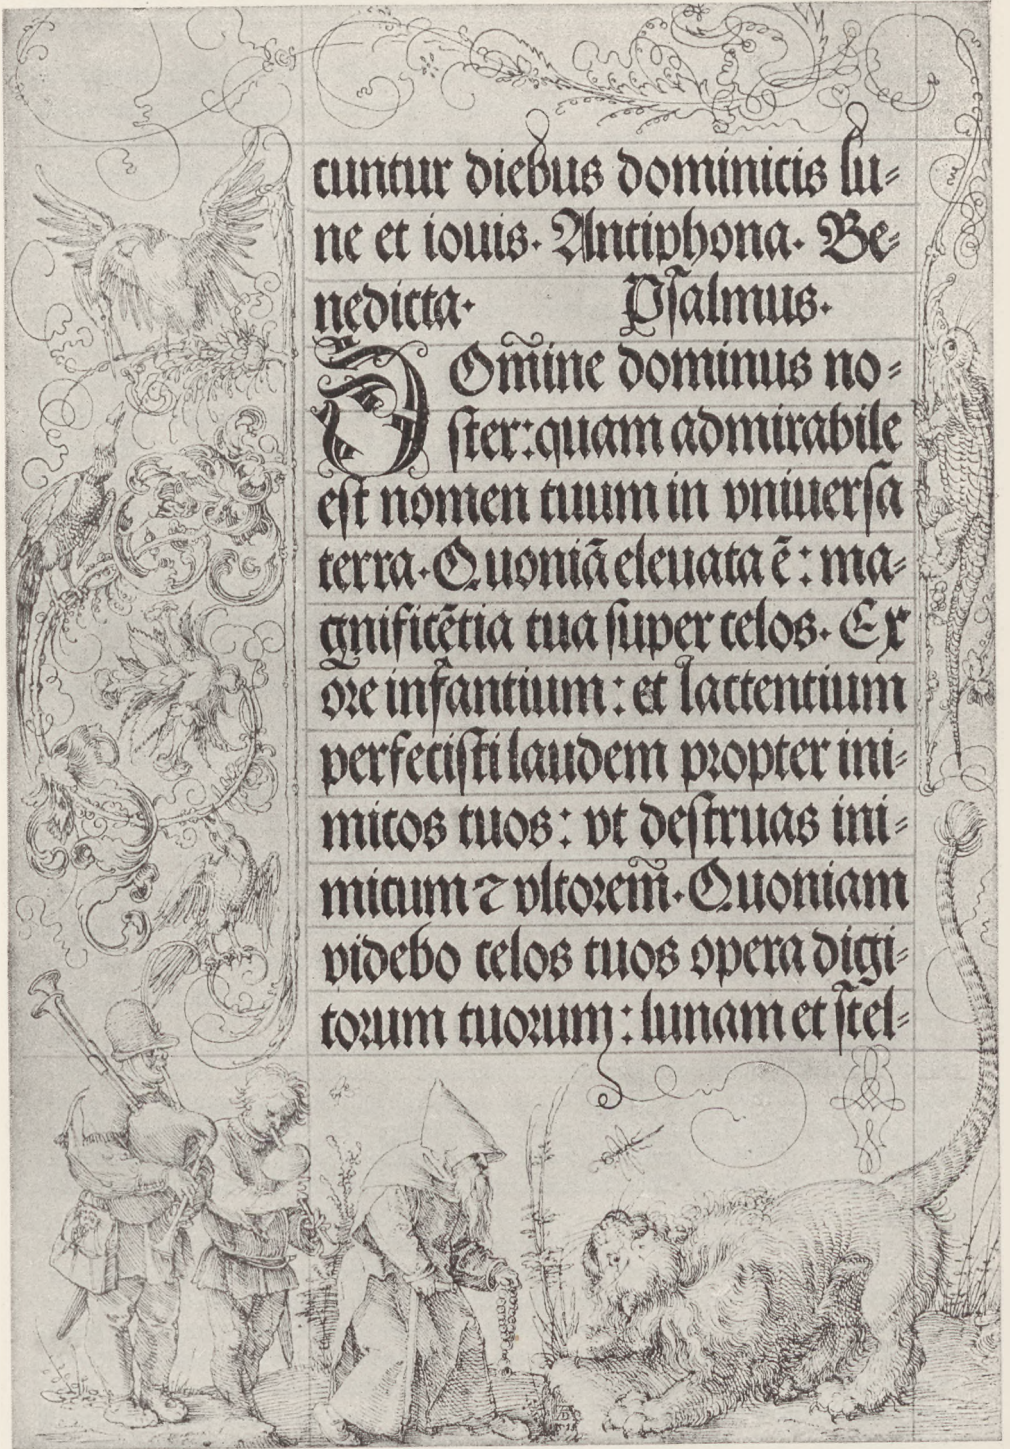 cuntur diebus dominicis lu-
ne et iouis. Antiphona. Be-
nedicta. Psalmus.
DOm̃ine dominus no-
ster: quam admirabile
est nomen tuum in vniuersa
terra. Quoniã eleuata ẽ: ma-
gnificẽtia tua super celos. Ex
ore infantium: et lactentium
perfecisti laudem propter ini-
micos tuos: vt destruas ini-
micum ⁊ vltorem̃. Quoniam
videbo celos tuos opera digi-
torum tuorum: lunam et stel-